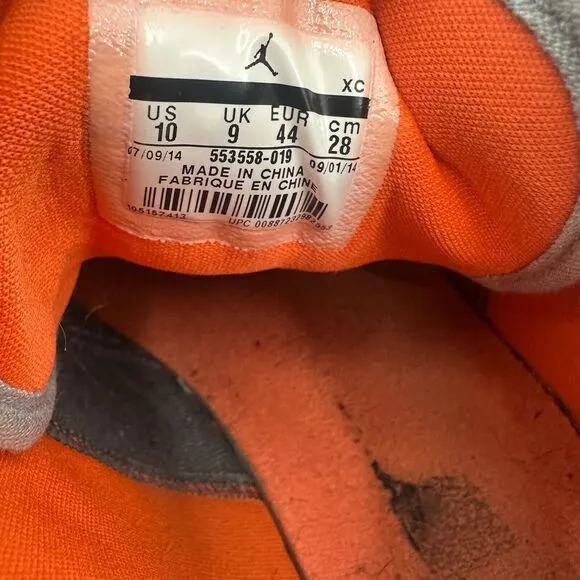 XC
US UK EUR cm
10 9 44 28
07/09/14 553558-019 09/01/14
MADE IN CHINA
FABRIQUE EN CHINE